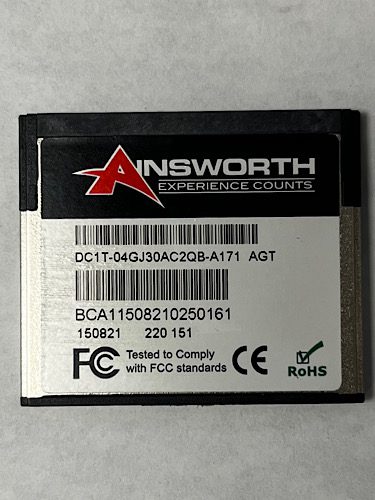 AINSWORTH
EXPERIENCE COUNTS
DC1T-04GJ30AC2QB-A171 AGT
BCA11508210250161
150821 220 151
FC Tested to Comply
with FCC standards
CE
RoHS